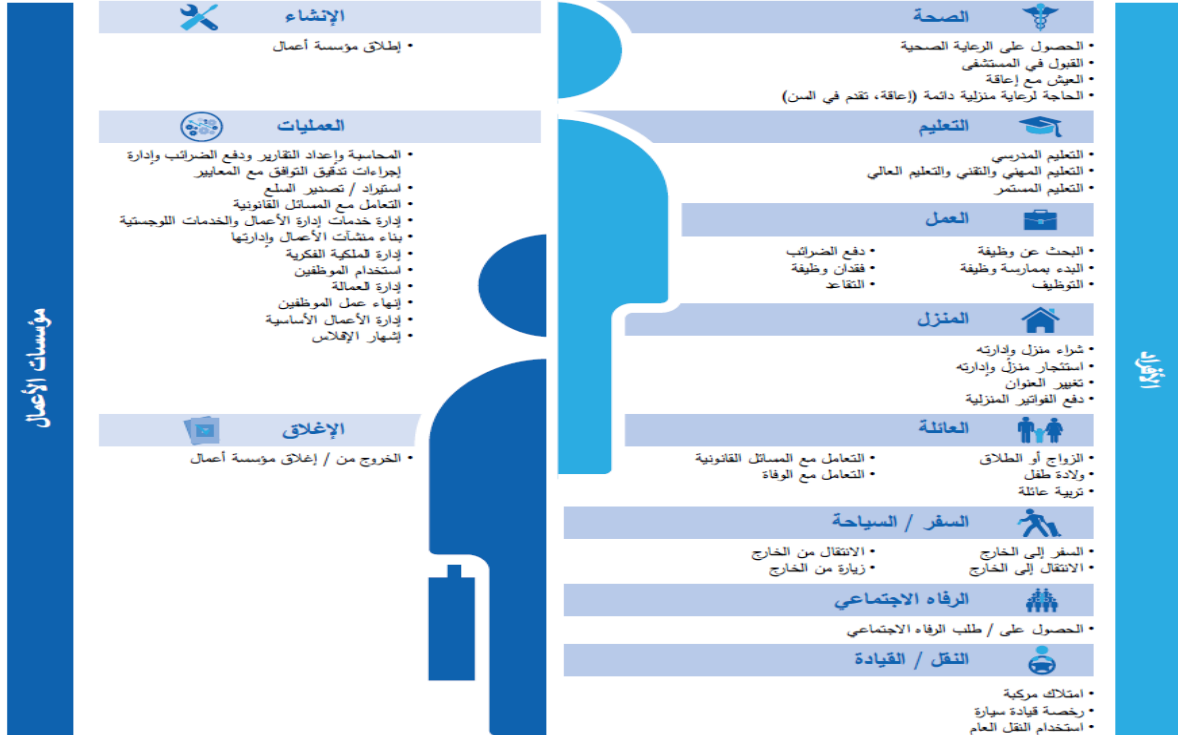 الأفراد
الصحة
• الحصول على الرعاية الصحية
• القبول في المستشفى
• العيش مع إعاقة
• الحاجة لرعاية منزلية دائمة (إعاقة، تقدم في السن)
التعليم
• التعليم المدرسي
• التعليم المهني والتقني والتعليم العالي
• التعليم المستمر
العمل
• البحث عن وظيفة
• البدء بممارسة وظيفة
• التوظيف
• دفع الضرائب
• فقدان وظيفة
• التقاعد
المنزل
• شراء منزل وإدارته
• استئجار منزل وإدارته
• تغيير العنوان
• دفع الفواتير المنزلية
العائلة
• الزواج أو الطلاق
• ولادة طفل
• تربية عائلة
• التعامل مع المسائل القانونية
• التعامل مع الوفاة
السفر / السياحة
• السفر إلى الخارج
• الانتقال إلى الخارج
• الانتقال من الخارج
• زيارة من الخارج
الرفاه الاجتماعي
• الحصول على / طلب الرفاه الاجتماعي
النقل / القيادة
• امتلاك مركبة
• رخصة قيادة سيارة
• استخدام النقل العام
الإنشاء
• إطلاق مؤسسة أعمال
العمليات
• المحاسبة وإعداد التقارير ودفع الضرائب وإدارة
إجراءات تدقيق التوافق مع المعايير
• استيراد / تصدير السلع
• التعامل مع المسائل القانونية
• إدارة خدمات إدارة الأعمال والخدمات اللوجستية
• بناء منشآت الأعمال وإدارتها
• إدارة الملكية الفكرية
• استخدام الموظفين
• إدارة العمالة
• إنهاء عمل الموظفين
• إدارة الأعمال الأساسية
• إشهار الإفلاس
الإغلاق
• الخروج من / إغلاق مؤسسة أعمال
مؤسسات الأعمال